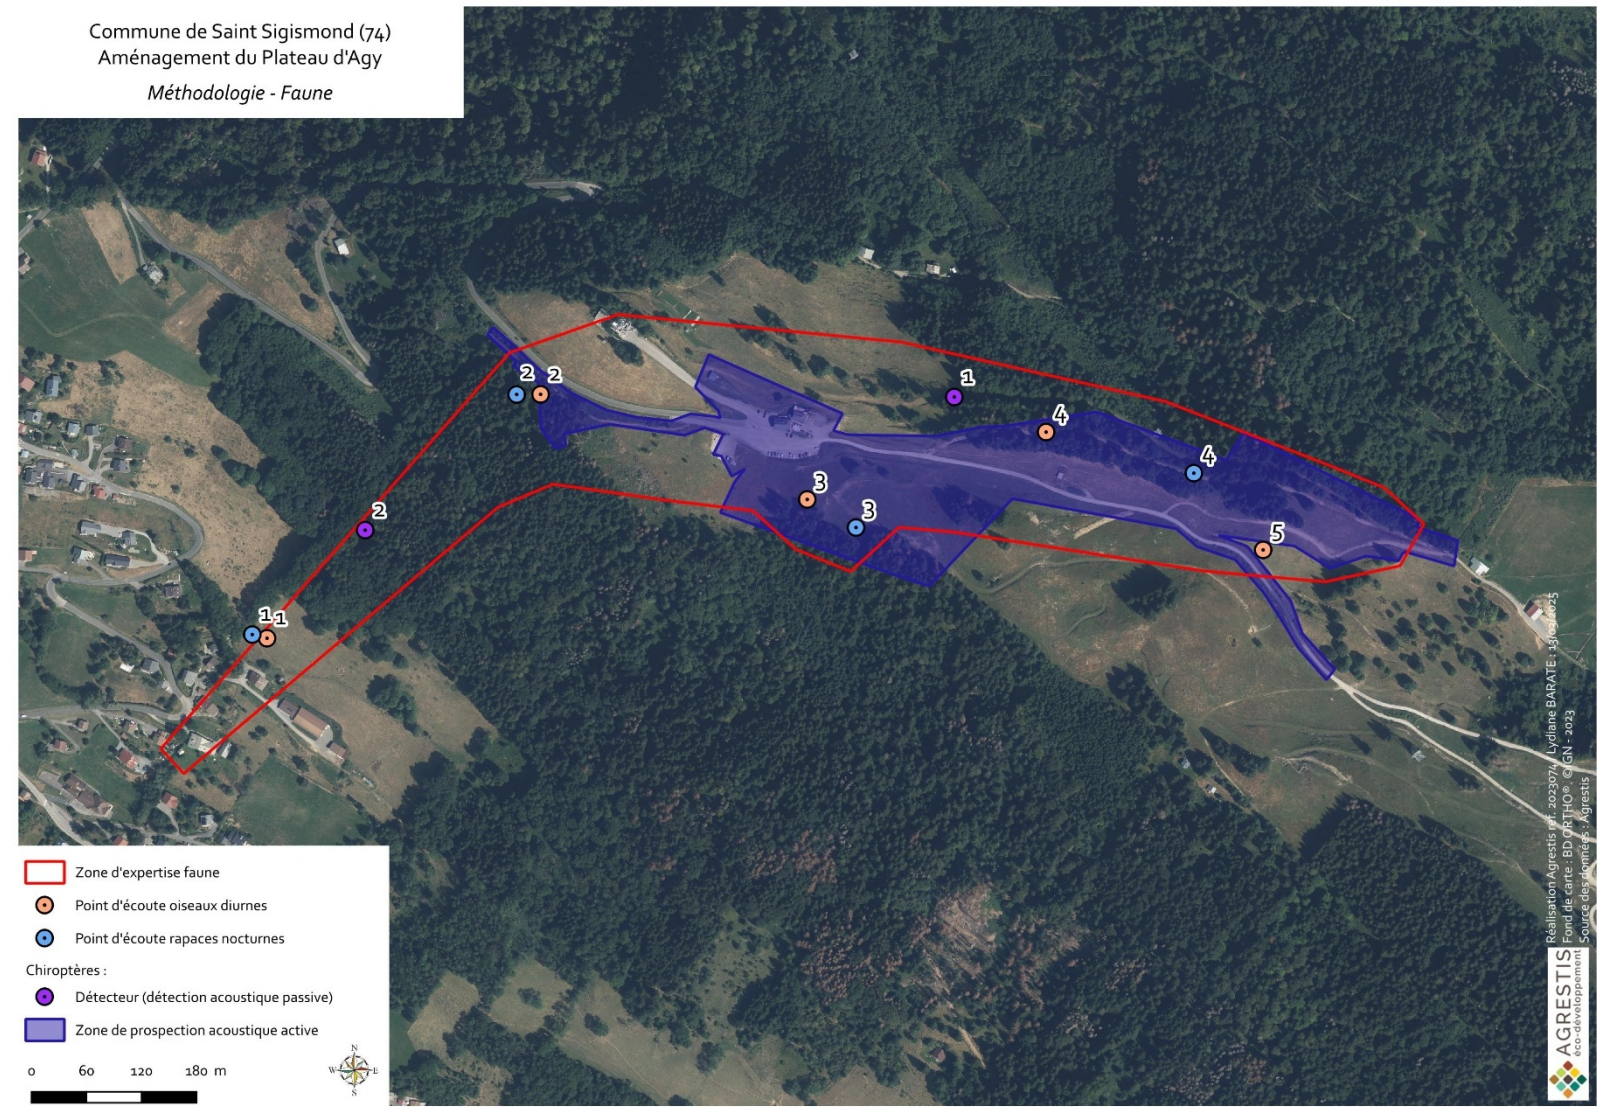 Commune de Saint Sigismond (74)
Aménagement du Plateau d'Agy
Méthodologie - Faune
2
2
1
4
4
3
3
2
5
1
1
Zone d'expertise faune
Point d'écoute oiseaux diurnes
Point d'écoute rapaces nocturnes
Chiroptères :
Détecteur (détection acoustique passive)
Zone de prospection acoustique active
0 60 120 180 m
N
W E
S
Réalisation Agrestis réf. 2023074 / Lydiane BARATE : 13/03/2025
Fond de carte : BD ORTHO®. ©IGN - 2023
Source des données : Agrestis
AGRESTIS
éco-développement